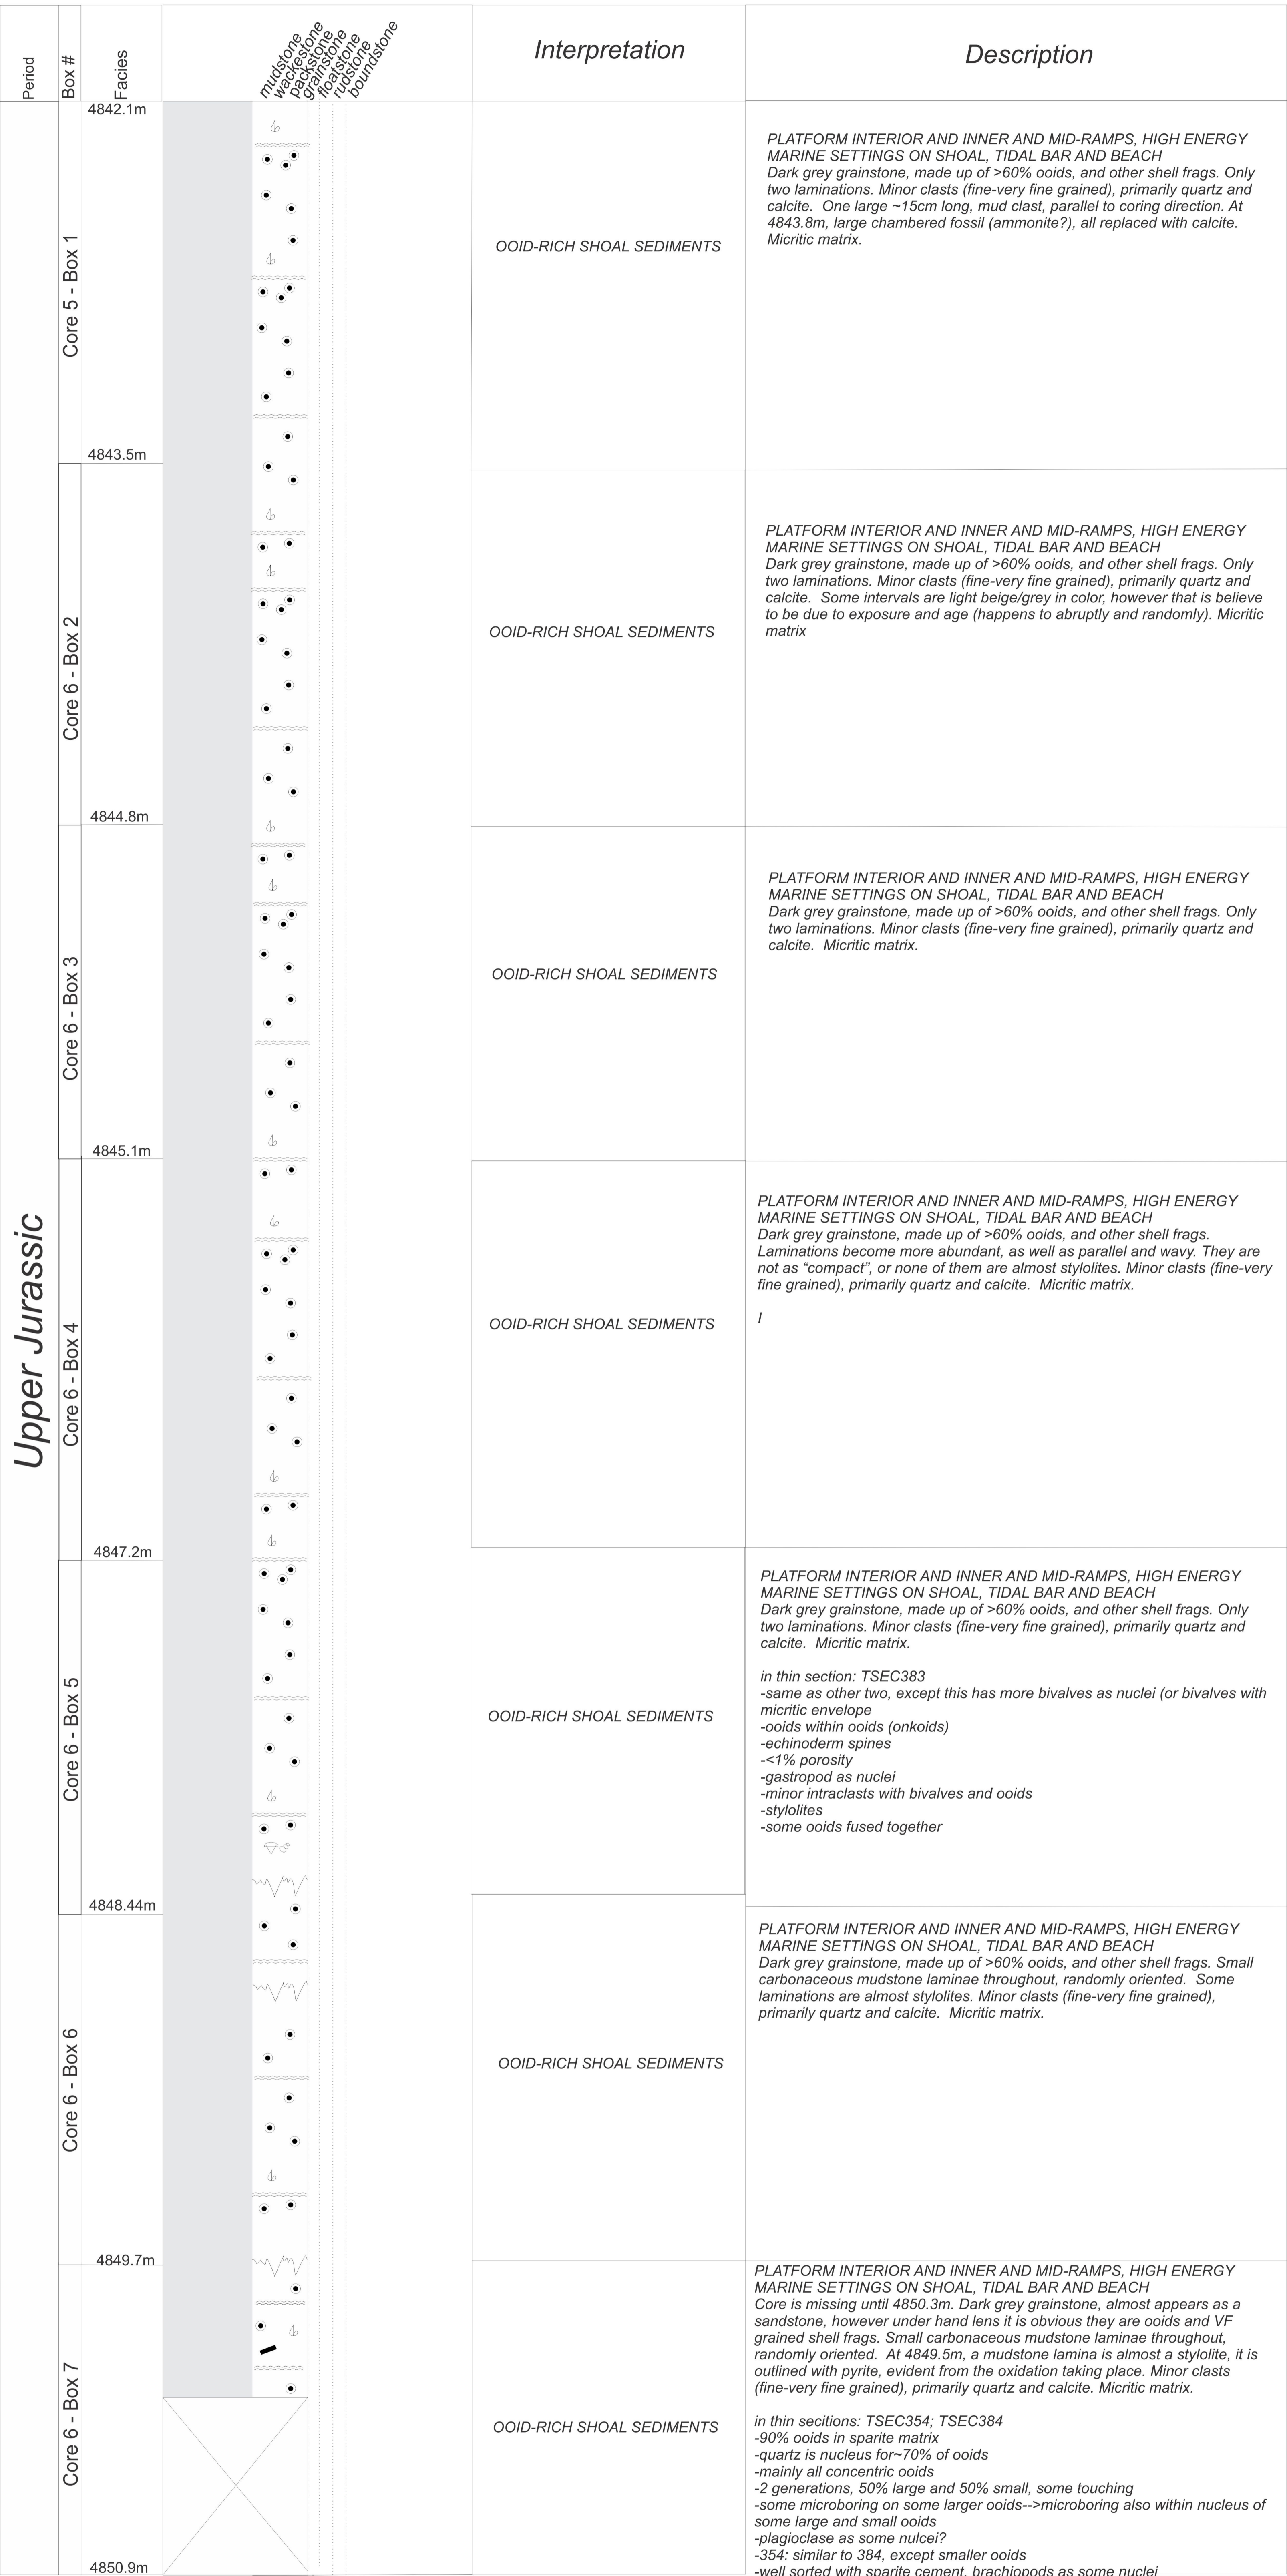 Period
Box #
Facies
mudstone
wackestone
packstone
grainstone
floatstone
rudstone
boundstone
Interpretation
Description
Upper Jurassic
4842.1m
Core 5 - Box 1
OOID-RICH SHOAL SEDIMENTS
PLATFORM INTERIOR AND INNER AND MID-RAMPS, HIGH ENERGY
MARINE SETTINGS ON SHOAL, TIDAL BAR AND BEACH
Dark grey grainstone, made up of >60% ooids, and other shell frags. Only
two laminations. Minor clasts (fine-very fine grained), primarily quartz and
calcite.  One large ~15cm long, mud clast, parallel to coring direction. At
4843.8m, large chambered fossil (ammonite?), all replaced with calcite.
Micritic matrix.
4843.5m
Core 6 - Box 2
OOID-RICH SHOAL SEDIMENTS
PLATFORM INTERIOR AND INNER AND MID-RAMPS, HIGH ENERGY
MARINE SETTINGS ON SHOAL, TIDAL BAR AND BEACH
Dark grey grainstone, made up of >60% ooids, and other shell frags. Only
two laminations. Minor clasts (fine-very fine grained), primarily quartz and
calcite.  Some intervals are light beige/grey in color, however that is believe
to be due to exposure and age (happens to abruptly and randomly). Micritic
matrix
4844.8m
Core 6 - Box 3
OOID-RICH SHOAL SEDIMENTS
PLATFORM INTERIOR AND INNER AND MID-RAMPS, HIGH ENERGY
MARINE SETTINGS ON SHOAL, TIDAL BAR AND BEACH
Dark grey grainstone, made up of >60% ooids, and other shell frags. Only
two laminations. Minor clasts (fine-very fine grained), primarily quartz and
calcite.  Micritic matrix.
4845.1m
Core 6 - Box 4
OOID-RICH SHOAL SEDIMENTS
PLATFORM INTERIOR AND INNER AND MID-RAMPS, HIGH ENERGY
MARINE SETTINGS ON SHOAL, TIDAL BAR AND BEACH
Dark grey grainstone, made up of >60% ooids, and other shell frags.
Laminations become more abundant, as well as parallel and wavy. They are
not as “compact”, or none of them are almost stylolites. Minor clasts (fine-very
fine grained), primarily quartz and calcite.  Micritic matrix.
I
4847.2m
Core 6 - Box 5
OOID-RICH SHOAL SEDIMENTS
PLATFORM INTERIOR AND INNER AND MID-RAMPS, HIGH ENERGY
MARINE SETTINGS ON SHOAL, TIDAL BAR AND BEACH
Dark grey grainstone, made up of >60% ooids, and other shell frags. Only
two laminations. Minor clasts (fine-very fine grained), primarily quartz and
calcite.  Micritic matrix.
in thin section: TSEC383
-same as other two, except this has more bivalves as nuclei (or bivalves with
micritic envelope
-ooids within ooids (onkoids)
-echinoderm spines
-<1% porosity
-gastropod as nuclei
-minor intraclasts with bivalves and ooids
-stylolites
-some ooids fused together
4848.44m
Core 6 - Box 6
OOID-RICH SHOAL SEDIMENTS
PLATFORM INTERIOR AND INNER AND MID-RAMPS, HIGH ENERGY
MARINE SETTINGS ON SHOAL, TIDAL BAR AND BEACH
Dark grey grainstone, made up of >60% ooids, and other shell frags. Small
carbonaceous mudstone laminae throughout, randomly oriented.  Some
laminations are almost stylolites. Minor clasts (fine-very fine grained),
primarily quartz and calcite.  Micritic matrix.
4849.7m
Core 6 - Box 7
OOID-RICH SHOAL SEDIMENTS
PLATFORM INTERIOR AND INNER AND MID-RAMPS, HIGH ENERGY
MARINE SETTINGS ON SHOAL, TIDAL BAR AND BEACH
Core is missing until 4850.3m. Dark grey grainstone, almost appears as a
sandstone, however under hand lens it is obvious they are ooids and VF
grained shell frags. Small carbonaceous mudstone laminae throughout,
randomly oriented.  At 4849.5m, a mudstone lamina is almost a stylolite, it is
outlined with pyrite, evident from the oxidation taking place. Minor clasts
(fine-very fine grained), primarily quartz and calcite. Micritic matrix.
in thin secitions: TSEC354; TSEC384
-90% ooids in sparite matrix
-quartz is nucleus for~70% of ooids
-mainly all concentric ooids
-2 generations, 50% large and 50% small, some touching
-some microboring on some larger ooids-->microboring also within nucleus of
some large and small ooids
-plagioclase as some nulcei?
-354: similar to 384, except smaller ooids
-well sorted with sparite cement, brachiopods as some nuclei
4850.9m